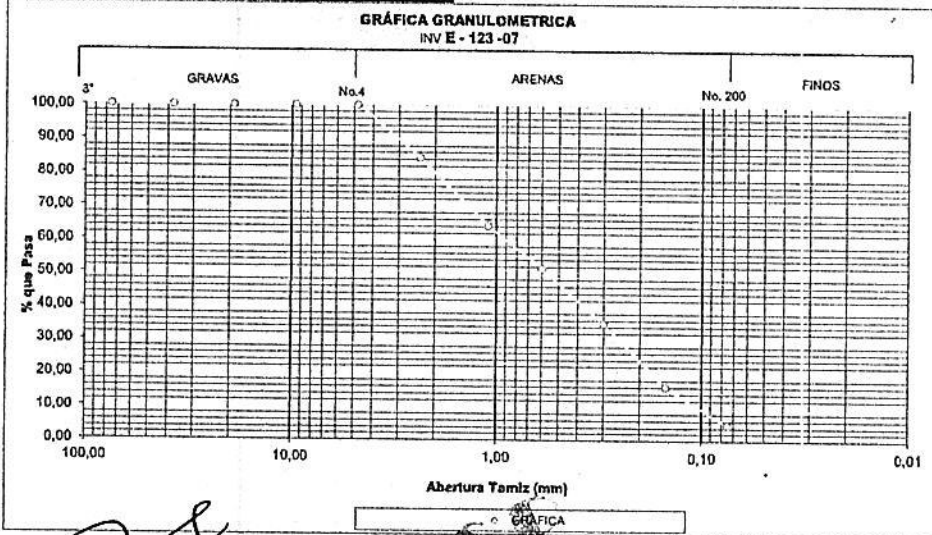 GRÁFICA GRANULOMETRICA
INV E - 123 -07
GRAVAS
ARENAS
FINOS
3"
No.4
No. 200
100,00
90,00
80,00
70,00
60,00
50,00
40,00
30,00
20,00
10,00
0,00
% que Pasa
100,00 10,00 1,00 0,10 0,01
Abertura Tamiz (mm)
GRAFICA